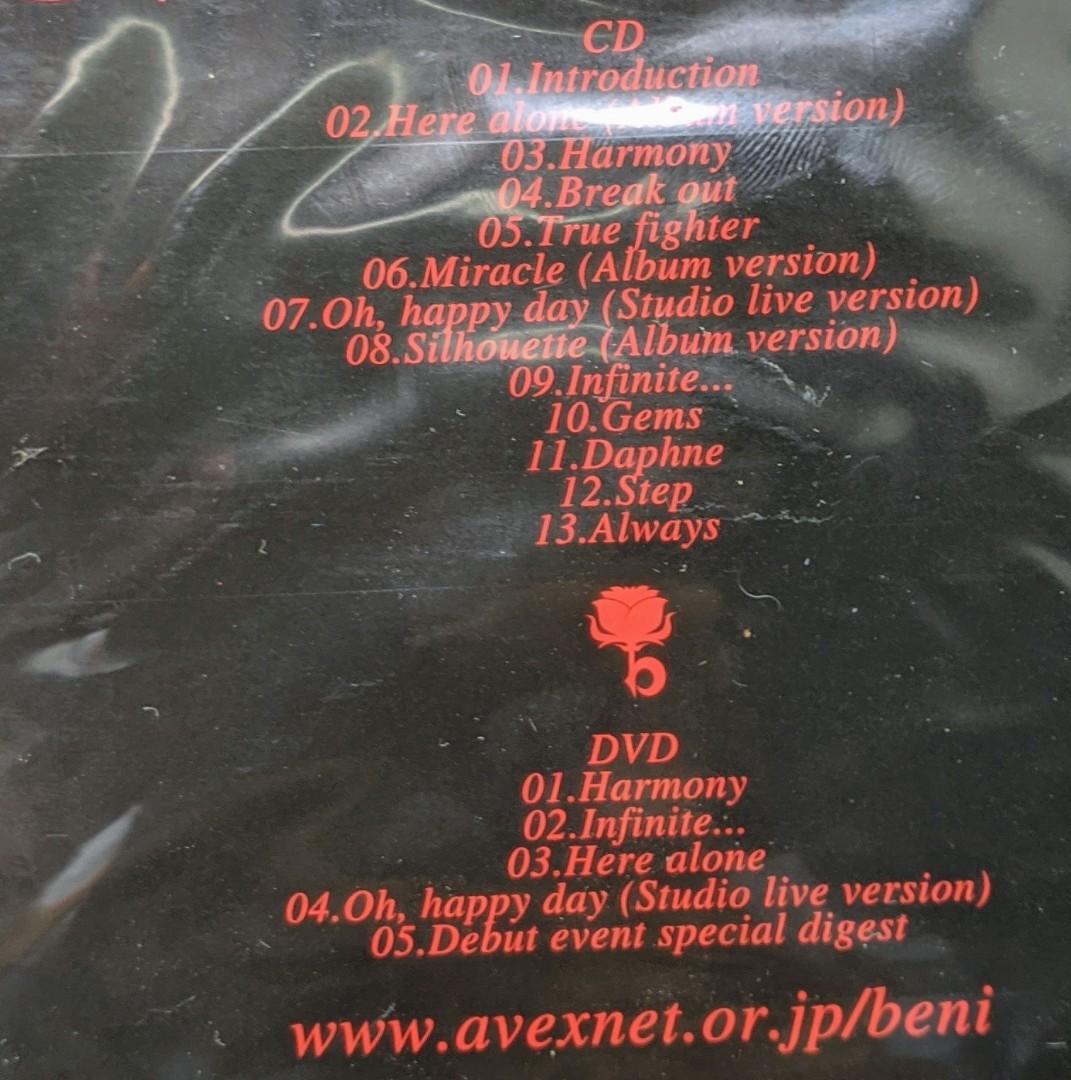 CD
01.Introduction
02.Here alone (Album version)
03.Harmony
04.Break out
05.True fighter
06.Miracle (Album version)
07.Oh, happy day (Studio live version)
08.Silhouette (Album version)
09.Infinite...
10.Gems
11.Daphne
12.Step
13.Always
b
DVD
01.Harmony
02.Infinite...
03.Here alone
04.Oh, happy day (Studio live version)
05.Debut event special digest
www.avexnet.or.jp/beni